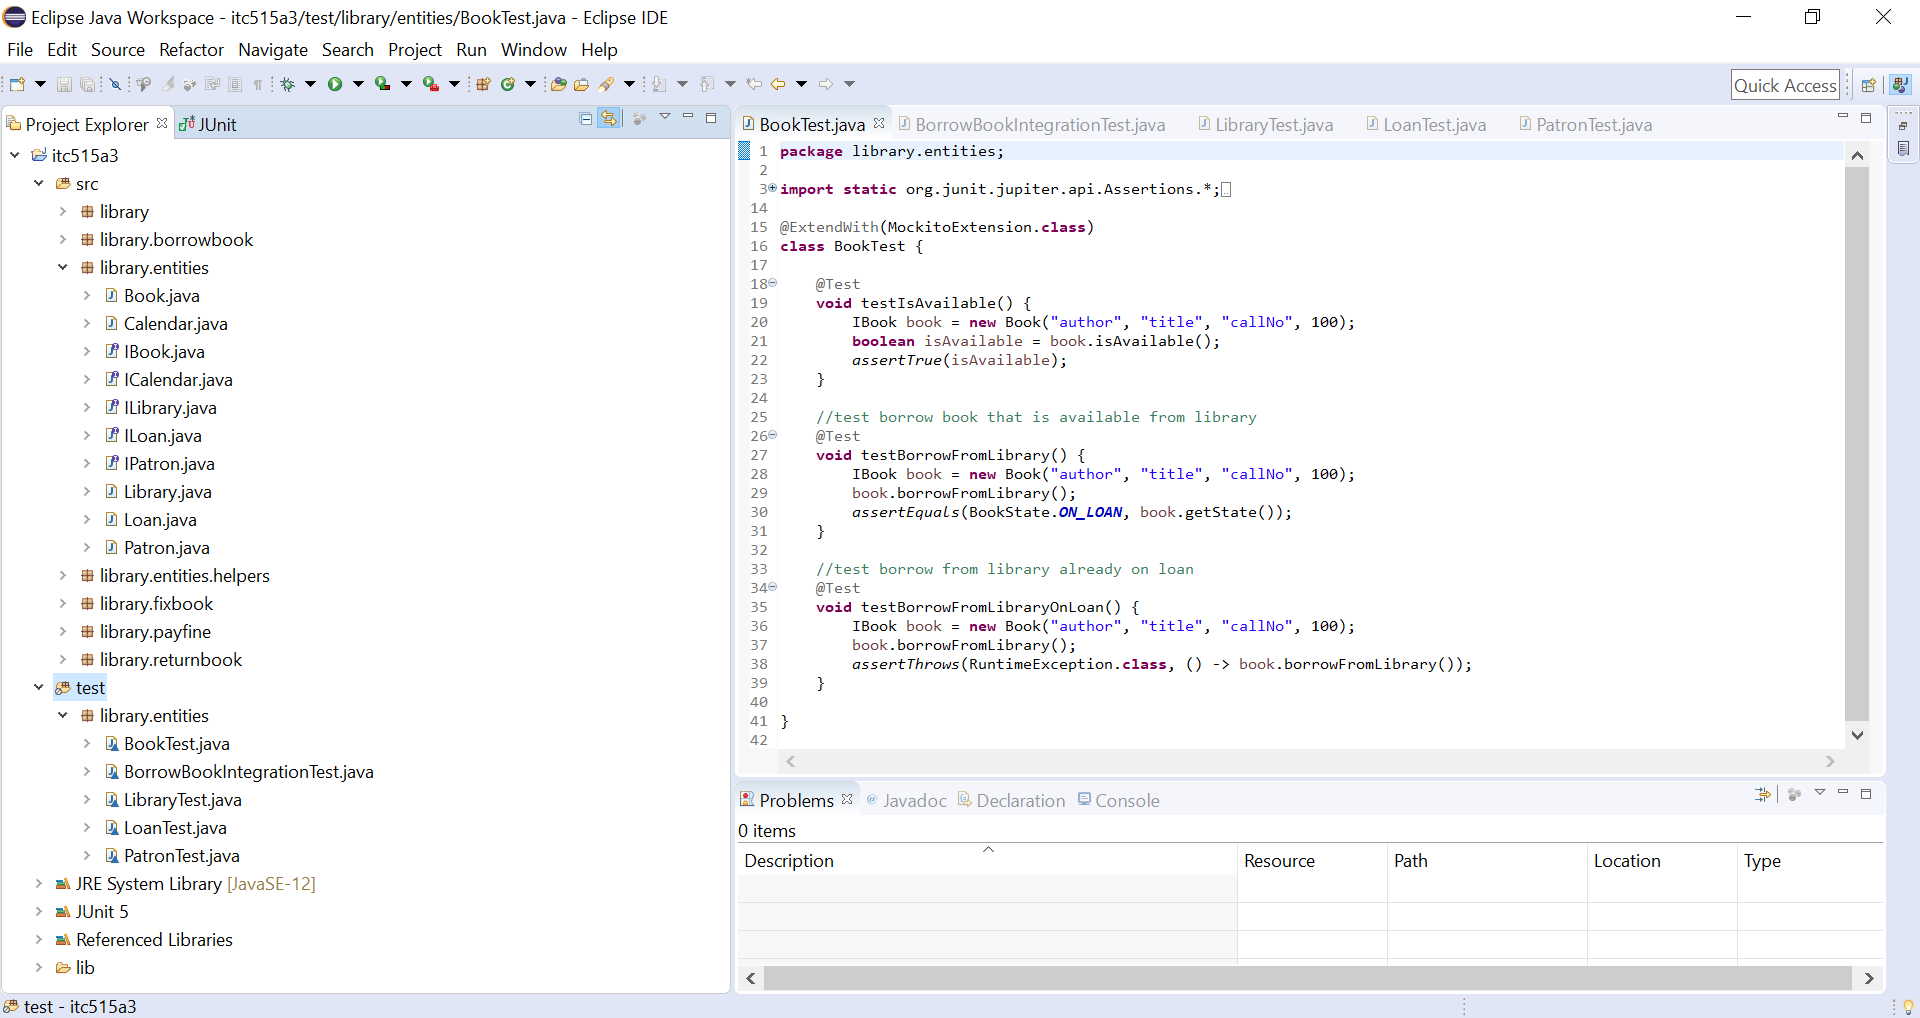 Eclipse Java Workspace - itc515a3/test/library/entities/BookTest.java - Eclipse IDE
File Edit Source Refactor Navigate Search Project Run Window Help
Quick Access
Project Explorer JUnit
itc515a3
src
library
library.borrowbook
library.entities
Book.java
Calendar.java
IBook.java
ICalendar.java
ILibrary.java
ILoan.java
IPatron.java
Library.java
Loan.java
Patron.java
library.entities.helpers
library.fixbook
library.payfine
library.returnbook
test
library.entities
BookTest.java
BorrowBookIntegrationTest.java
LibraryTest.java
LoanTest.java
PatronTest.java
JRE System Library [JavaSE-12]
JUnit 5
Referenced Libraries
lib
BookTest.java BorrowBookIntegrationTest.java LibraryTest.java LoanTest.java PatronTest.java
1 package library.entities;
2
3 import static org.junit.jupiter.api.Assertions.*;
14
15 @ExtendWith(MockitoExtension.class)
16 class BookTest {
17
18 @Test
19 void testIsAvailable() {
20 IBook book = new Book("author", "title", "callNo", 100);
21 boolean isAvailable = book.isAvailable();
22 assertTrue(isAvailable);
23 }
24
25 //test borrow book that is available from library
26 @Test
27 void testBorrowFromLibrary() {
28 IBook book = new Book("author", "title", "callNo", 100);
29 book.borrowFromLibrary();
30 assertEquals(BookState.ON_LOAN, book.getState());
31 }
32
33 //test borrow from library already on loan
34 @Test
35 void testBorrowFromLibraryOnLoan() {
36 IBook book = new Book("author", "title", "callNo", 100);
37 book.borrowFromLibrary();
38 assertThrows(RuntimeException.class, () -> book.borrowFromLibrary());
39 }
40
41 }
42
Problems Javadoc Declaration Console
0 items
Description Resource Path Location Type
test - itc515a3